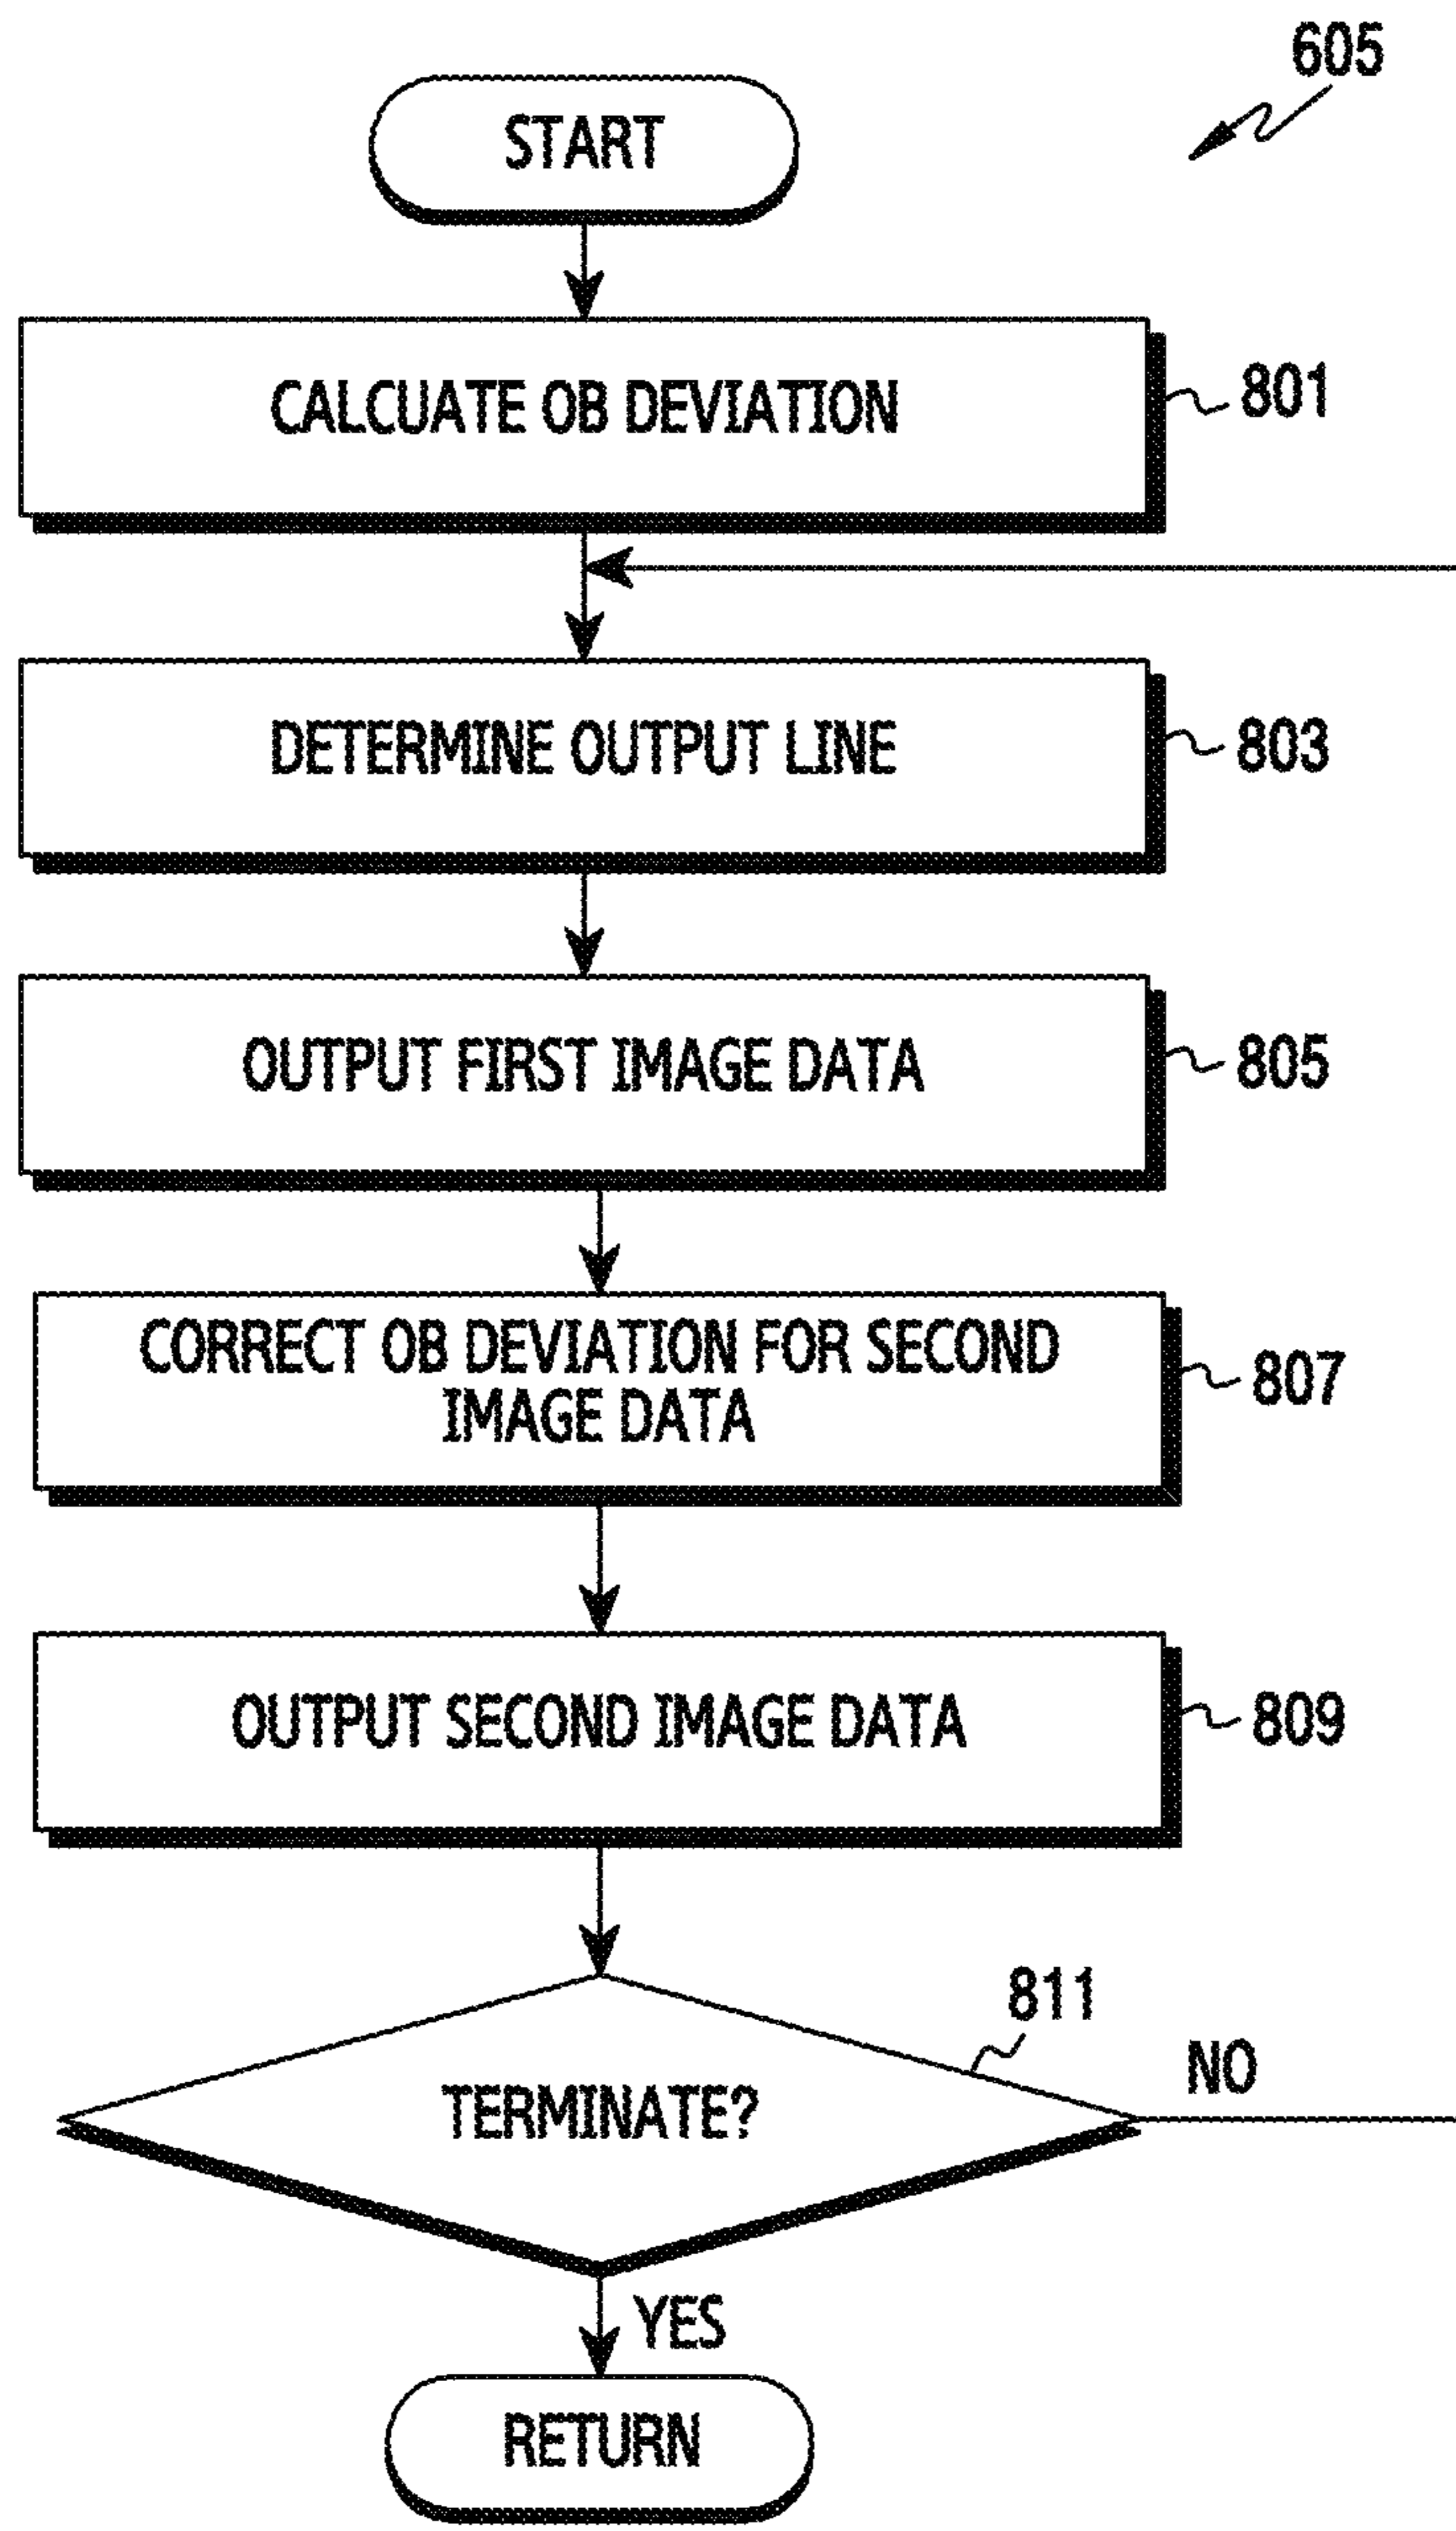 605
START
CALCUATE OB DEVIATION
801
DETERMINE OUTPUT LINE
803
OUTPUT FIRST IMAGE DATA
805
CORRECT OB DEVIATION FOR SECOND
IMAGE DATA
807
OUTPUT SECOND IMAGE DATA
809
811
TERMINATE?
NO
YES
RETURN